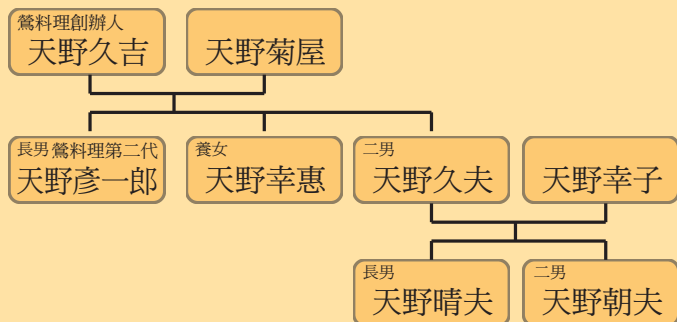 鶯料理創辦人
天野久吉
天野菊屋
長男 鶯料理第二代
天野彥一郎
養女
天野幸惠
二男
天野久夫
天野幸子
長男
天野晴夫
二男
天野朝夫